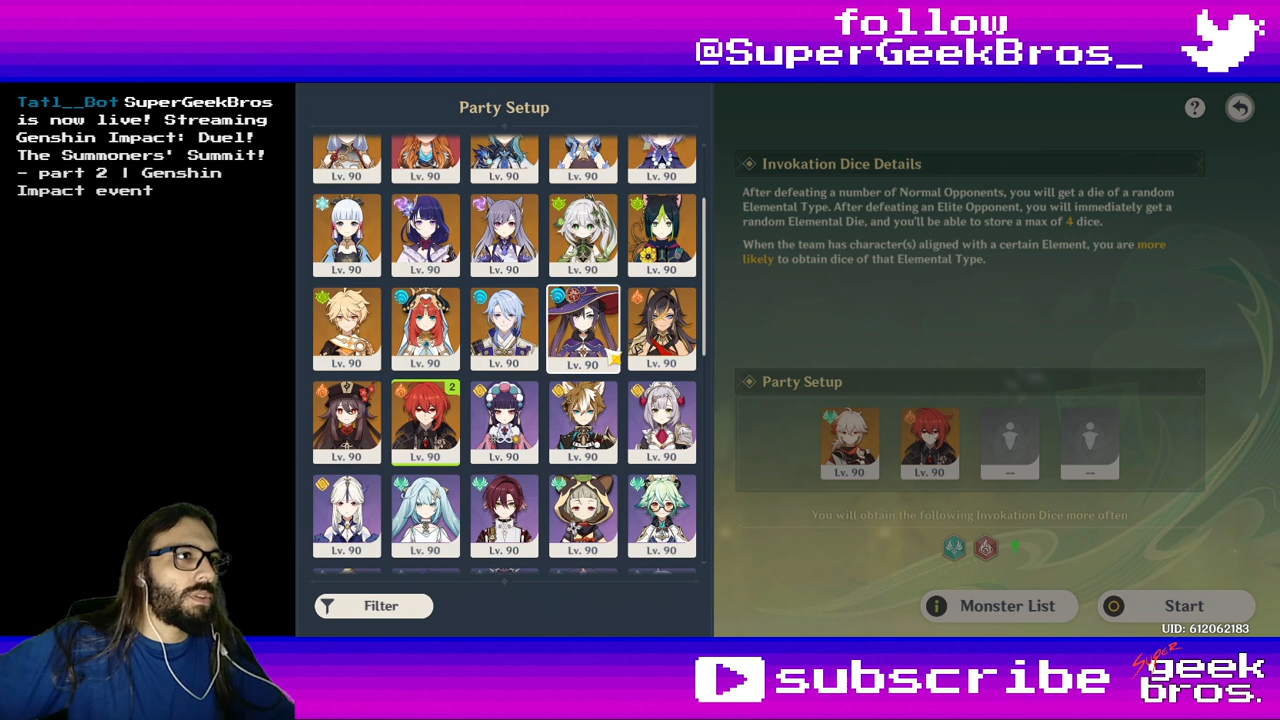 follow
@SuperGeekBros_
Tatl__Bot SuperGeekBros
is now live! Streaming
Genshin Impact: Duel!
The Summoners' Summit!
- part 2 | Genshin
Impact event
Party Setup
Lv. 90 Lv. 90 Lv. 90 Lv. 90 Lv. 90
Lv. 90 Lv. 90 Lv. 90 Lv. 90 Lv. 90
Lv. 90 Lv. 90 Lv. 90 Lv. 90 Lv. 90
2
Lv. 90 Lv. 90 Lv. 90 Lv. 90 Lv. 90
Lv. 90 Lv. 90 Lv. 90 Lv. 90 Lv. 90
Filter
?
Invokation Dice Details
After defeating a number of Normal Opponents, you will get a die of a random
Elemental Type. After defeating an Elite Opponent, you will immediately get a
random Elemental Die, and you'll be able to store a max of 4 dice.
When the team has character(s) aligned with a certain Element, you are more
likely to obtain dice of that Elemental Type.
Party Setup
Lv. 90 Lv. 90 -- --
You will obtain the following Invokation Dice more often
Monster List
Start
UID: 612062183
subscribe
SUPER
geek
bros.